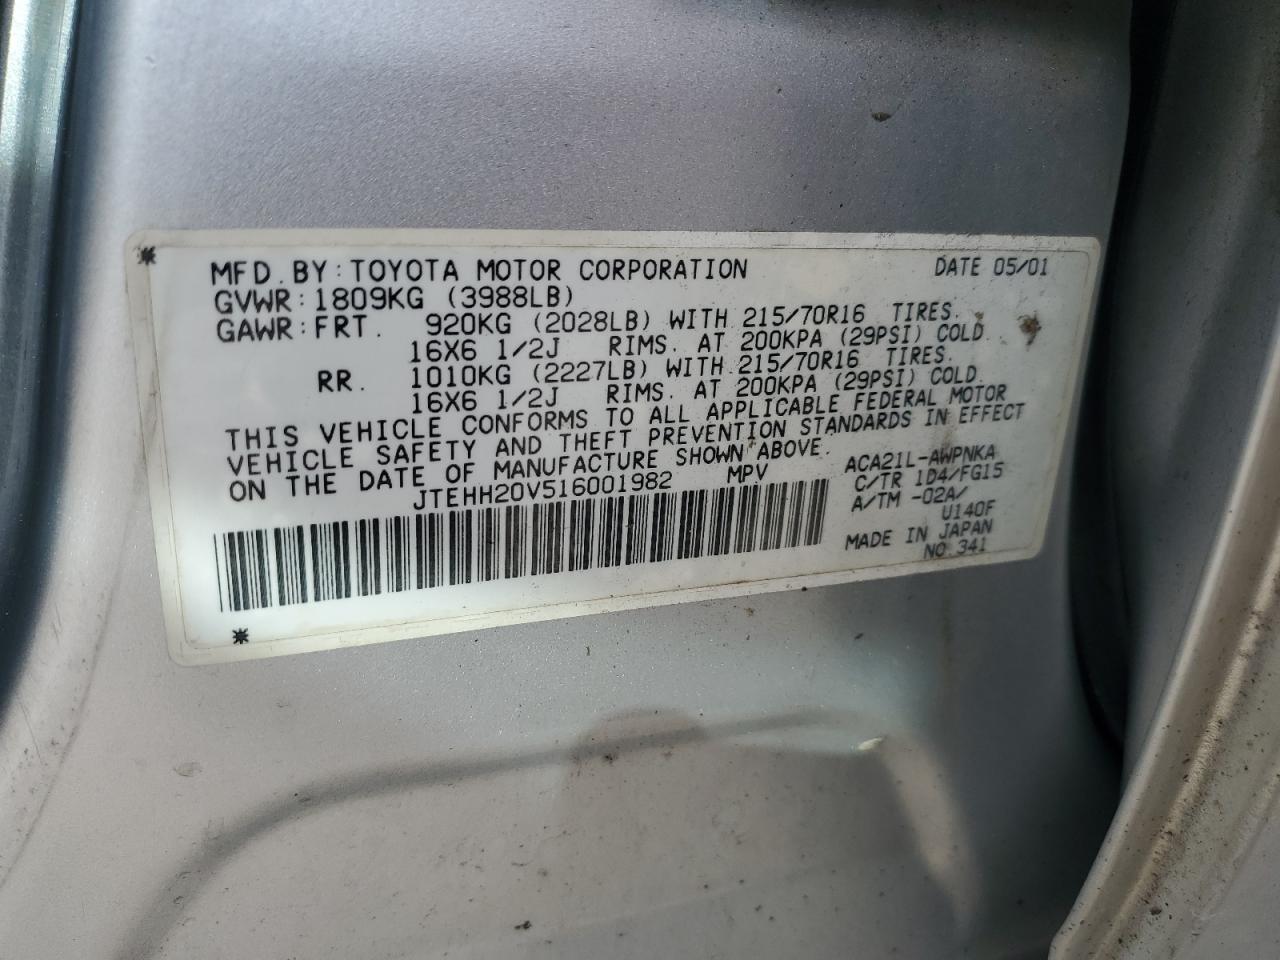 MFD. BY: TOYOTA MOTOR CORPORATION DATE 05/01
GVWR: 1809KG (3988LB)
GAWR: FRT. 920KG (2028LB) WITH 215/70R16 TIRES.
16X6 1/2J RIMS. AT 200KPA (29PSI) COLD.
RR. 1010KG (2227LB) WITH 215/70R16 TIRES.
16X6 1/2J RIMS. AT 200KPA (29PSI) COLD.
THIS VEHICLE CONFORMS TO ALL APPLICABLE FEDERAL MOTOR
VEHICLE SAFETY AND THEFT PREVENTION STANDARDS IN EFFECT
ON THE DATE OF MANUFACTURE SHOWN ABOVE.
JTEHH20V516001982 MPV
ACA21L-AWPNKA
C/TR 1D4/FG15
A/TM -02A/
U140F
MADE IN JAPAN
NO 341